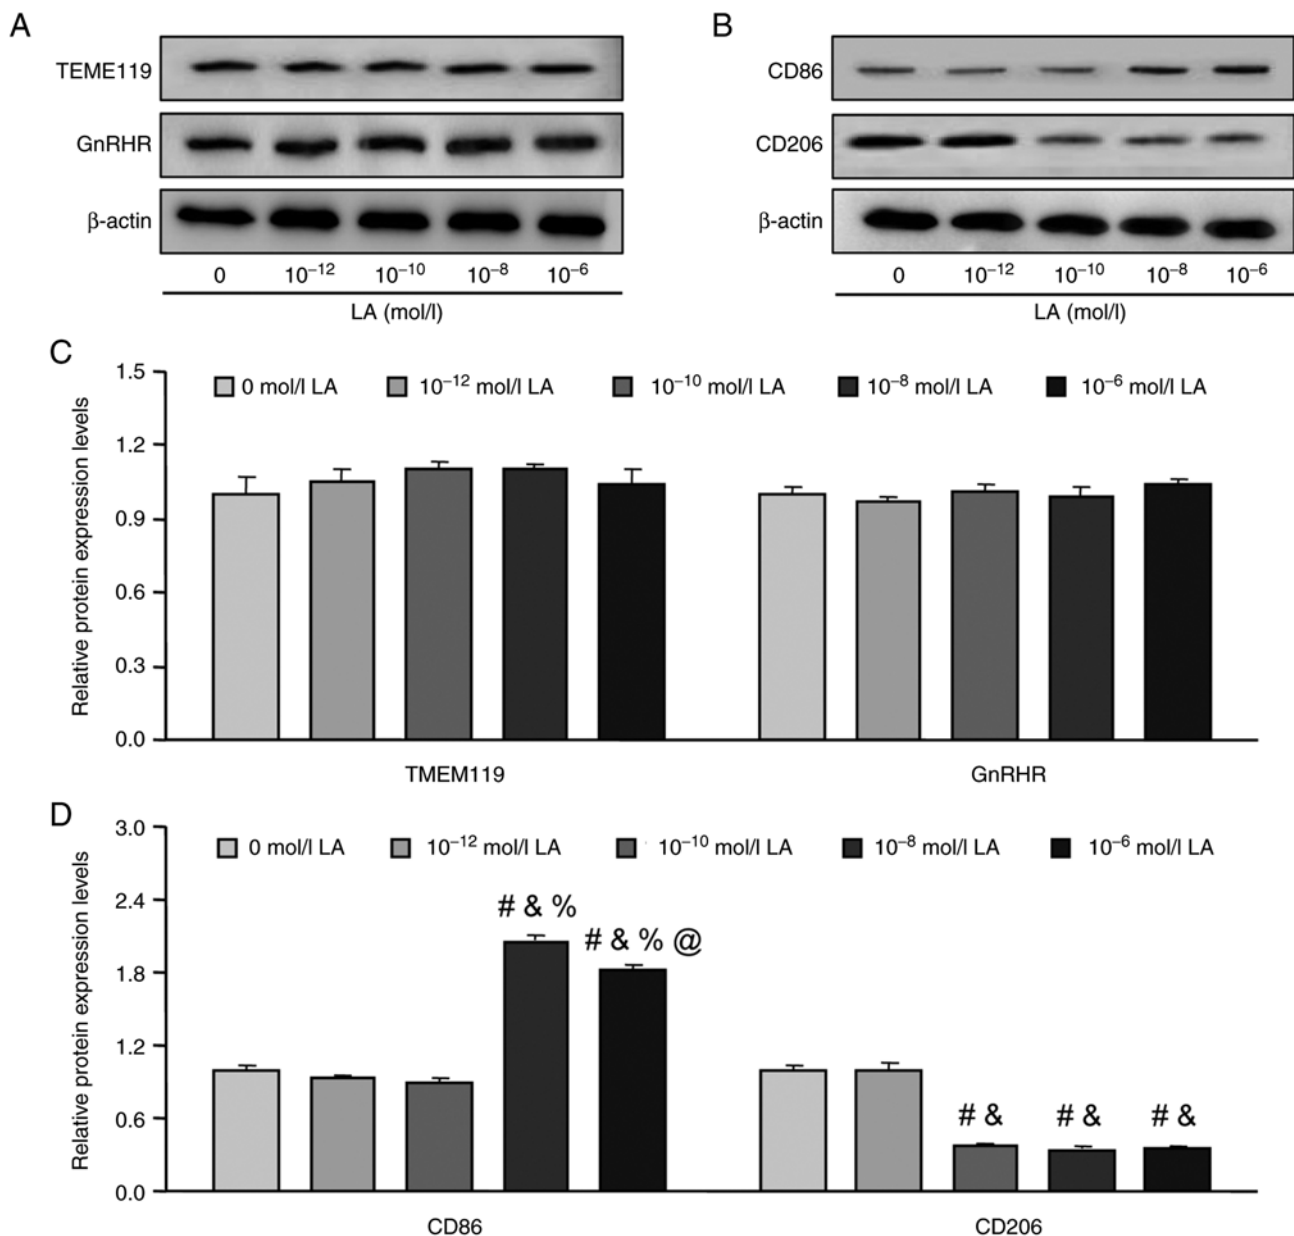 A
TEME119
GnRHR
β-actin
0 10⁻¹² 10⁻¹⁰ 10⁻⁸ 10⁻⁶
LA (mol/l)
B
CD86
CD206
β-actin
0 10⁻¹² 10⁻¹⁰ 10⁻⁸ 10⁻⁶
LA (mol/l)
C
Relative protein expression levels
1.5
1.2
0.9
0.6
0.3
0.0
0 mol/l LA 10⁻¹² mol/l LA 10⁻¹⁰ mol/l LA 10⁻⁸ mol/l LA 10⁻⁶ mol/l LA
TMEM119 GnRHR
D
Relative protein expression levels
3.0
2.4
1.8
1.2
0.6
0.0
0 mol/l LA 10⁻¹² mol/l LA 10⁻¹⁰ mol/l LA 10⁻⁸ mol/l LA 10⁻⁶ mol/l LA
# & %
# & % @
# & # & # &
CD86 CD206